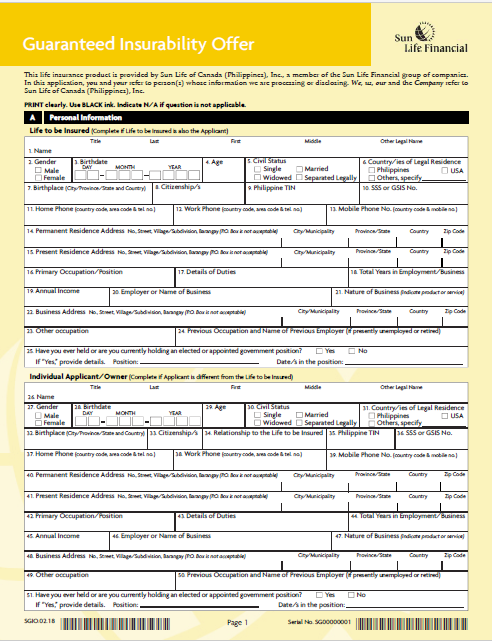 Guaranteed Insurability Offer
Sun
Life Financial
This life insurance product is provided by Sun Life of Canada (Philippines), Inc., a member of the Sun Life Financial group of companies.
In this application, you and your refer to person(s) whose information we are processing or disclosing. We, us, our and the Company refer to
Sun Life of Canada (Philippines), Inc.
PRINT clearly. Use BLACK ink. Indicate N/A if question is not applicable.
A Personal Information
Life to be Insured (Complete if Life to be Insured is also the Applicant)
Title Last First Middle Other Legal Name
1. Name
2. Gender 3. Birthdate 4. Age 5. Civil Status 6. Country/ies of Legal Residence
DAY MONTH YEAR
Male Single Married Philippines USA
Female Widowed Separated Legally Others, specify
7. Birthplace (City/Province/State and Country) 8. Citizenship/s 9. Philippine TIN 10. SSS or GSIS No.
11. Home Phone (country code, area code & tel. no.) 12. Work Phone (country code, area code & tel. no.) 13. Mobile Phone No. (country code & mobile no.)
14. Permanent Residence Address No., Street, Village/Subdivision, Barangay (P.O. Box is not acceptable) City/Municipality Province/State Country Zip Code
15. Present Residence Address No., Street, Village/Subdivision, Barangay (P.O. Box is not acceptable) City/Municipality Province/State Country Zip Code
16. Primary Occupation/Position 17. Details of Duties 18. Total Years in Employment/Business
19. Annual Income 20. Employer or Name of Business 21. Nature of Business (Indicate product or service)
22. Business Address No., Street, Village/Subdivision, Barangay (P.O. Box is not acceptable) City/Municipality Province/State Country Zip Code
23. Other occupation 24. Previous Occupation and Name of Previous Employer (If presently unemployed or retired)
25. Have you ever held or are you currently holding an elected or appointed government position? Yes No
If "Yes," provide details. Position: Date/s in the position:
Individual Applicant/Owner (Complete if Applicant is different from the Life to be Insured)
Title Last First Middle Other Legal Name
26. Name
27. Gender 28. Birthdate 29. Age 30. Civil Status 31. Country/ies of Legal Residence
DAY MONTH YEAR
Male Single Married Philippines USA
Female Widowed Separated Legally Others, specify
32. Birthplace (City/Province/State and Country) 33. Citizenship/s 34. Relationship to the Life to be Insured 35. Philippine TIN 36. SSS or GSIS No.
37. Home Phone (country code, area code & tel. no.) 38. Work Phone (country code, area code & tel. no.) 39. Mobile Phone No. (country code & mobile no.)
40. Permanent Residence Address No., Street, Village/Subdivision, Barangay (P.O. Box is not acceptable) City/Municipality Province/State Country Zip Code
41. Present Residence Address No., Street, Village/Subdivision, Barangay (P.O. Box is not acceptable) City/Municipality Province/State Country Zip Code
42. Primary Occupation/Position 43. Details of Duties 44. Total Years in Employment/Business
45. Annual Income 46. Employer or Name of Business 47. Nature of Business (Indicate product or service)
48. Business Address No., Street, Village/Subdivision, Barangay (P.O. Box is not acceptable) City/Municipality Province/State Country Zip Code
49. Other occupation 50. Previous Occupation and Name of Previous Employer (If presently unemployed or retired)
51. Have you ever held or are you currently holding an elected or appointed government position? Yes No
If "Yes," provide details. Position: Date/s in the position:
SGIO.02.18 Page 1 Serial No. SG00000001